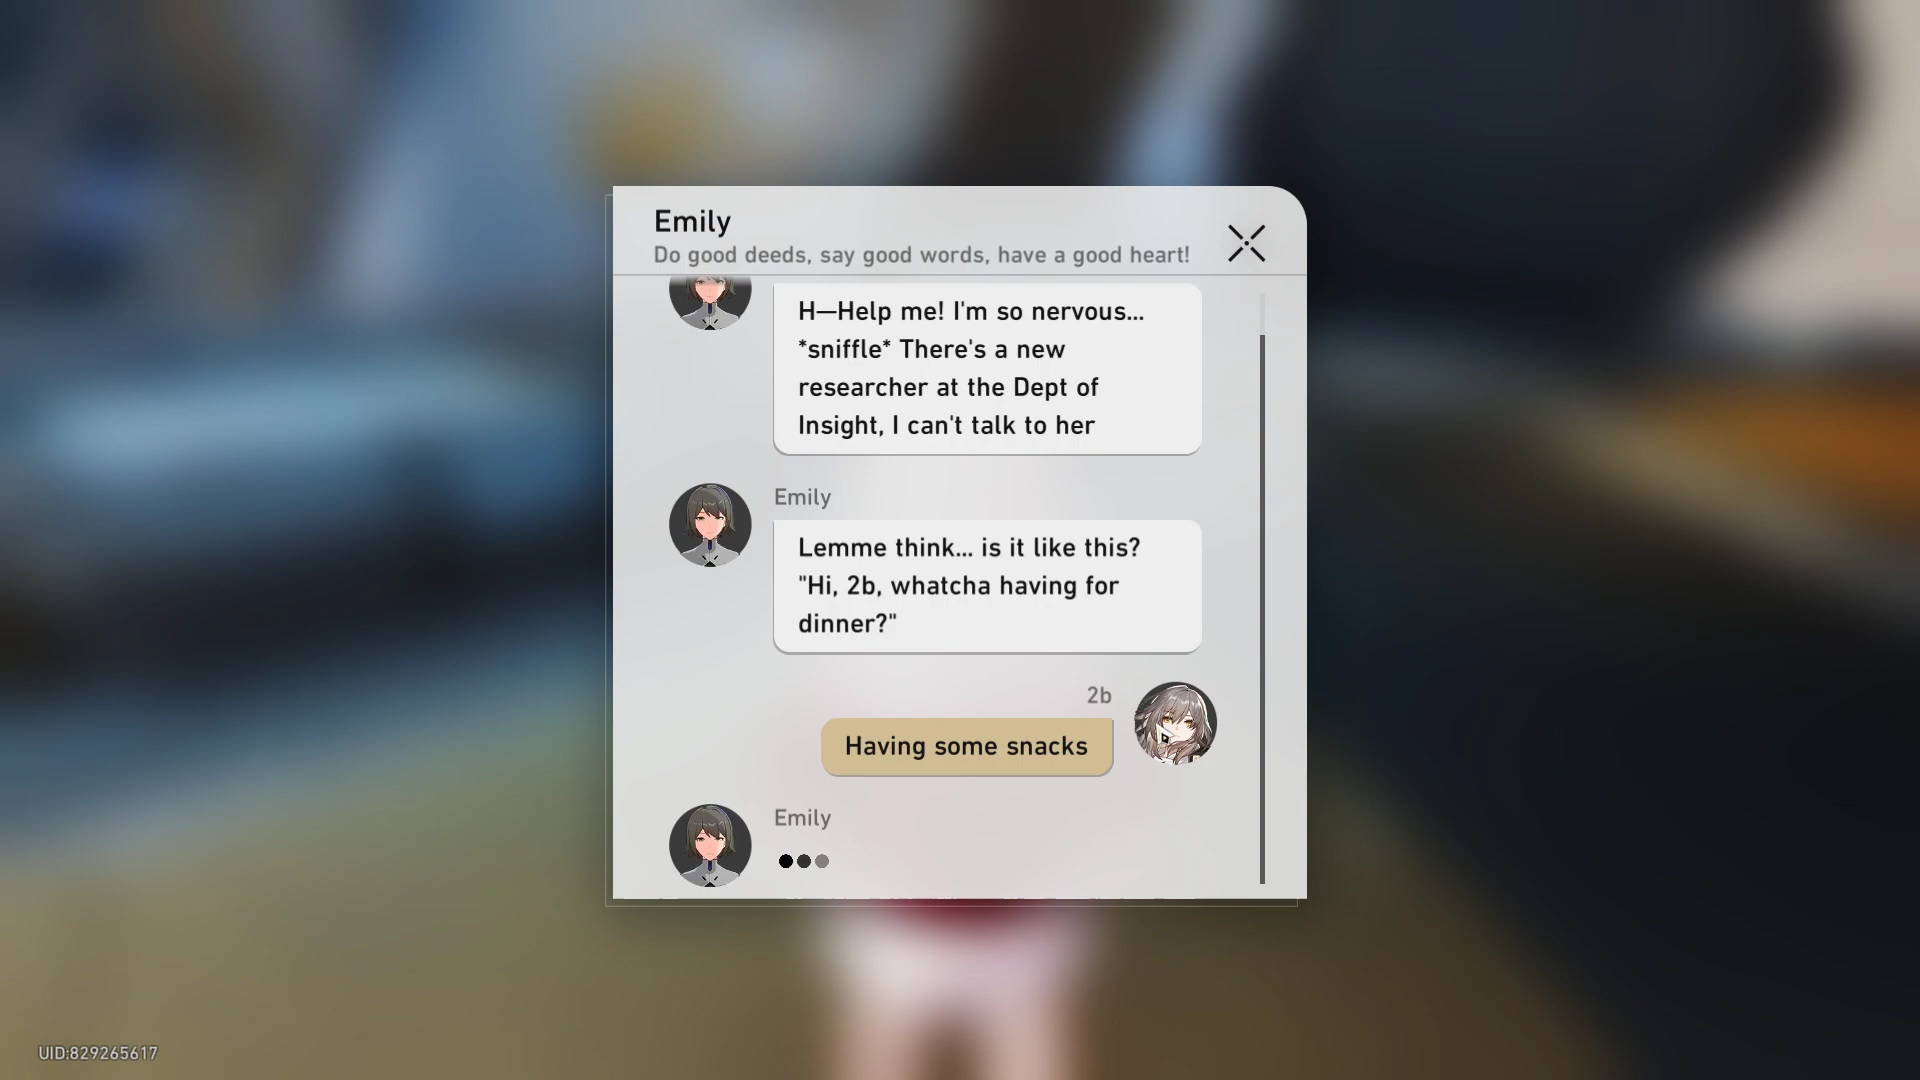 Emily
Do good deeds, say good words, have a good heart!
H—Help me! I'm so nervous...
*sniffle* There's a new
researcher at the Dept of
Insight, I can't talk to her
Emily
Lemme think... is it like this?
"Hi, 2b, whatcha having for
dinner?"
2b
Having some snacks
Emily
UID:829265617